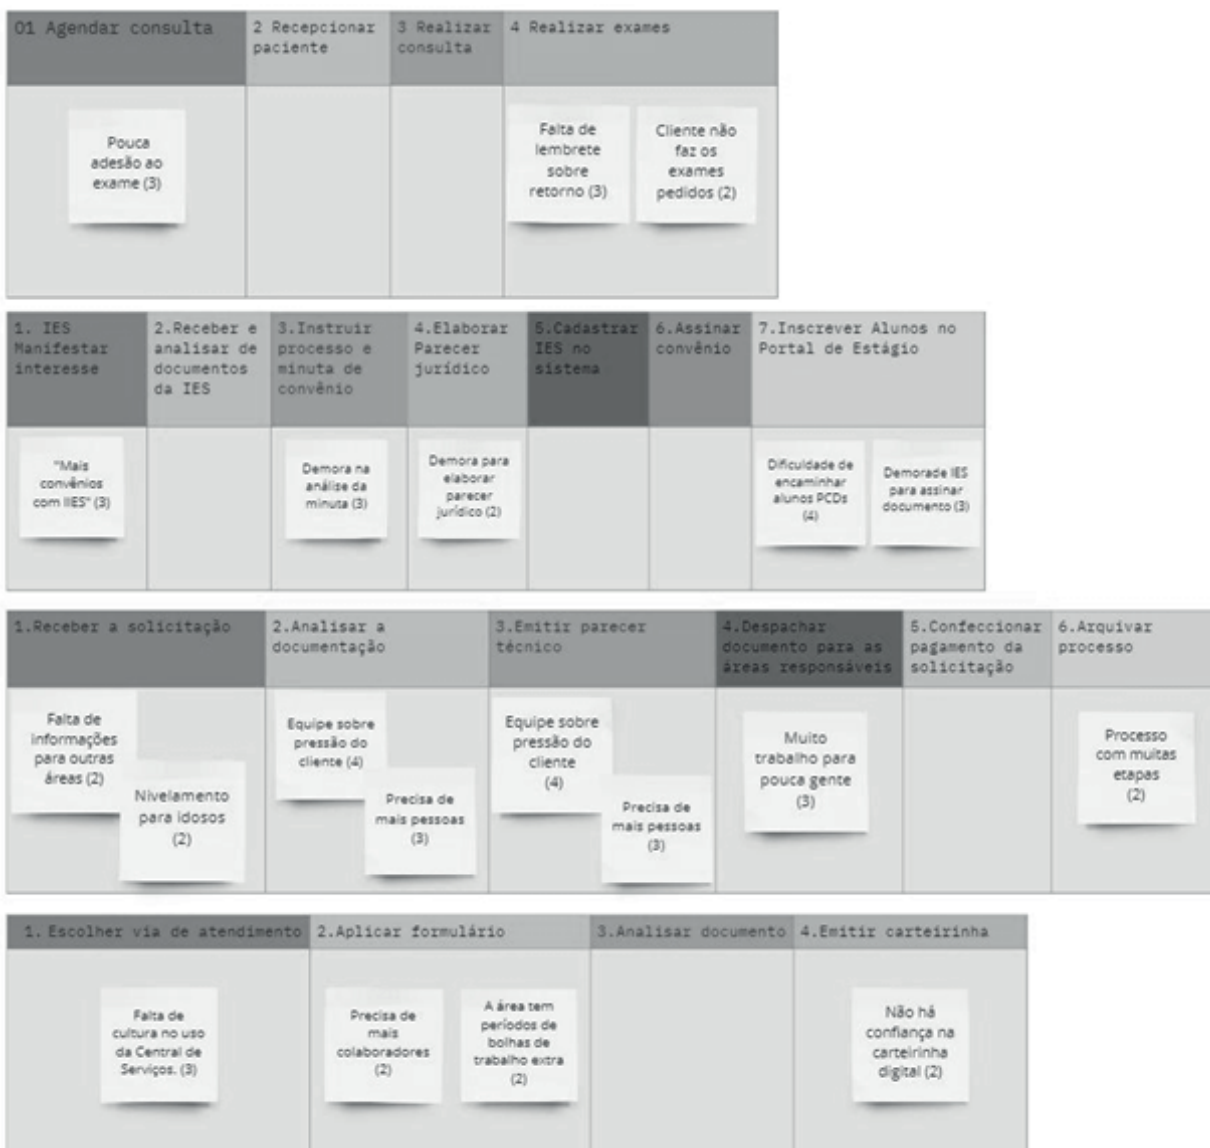 01 Agendar consulta
2 Recepcionar
paciente
3 Realizar
consulta
4 Realizar exames
Pouca
adesão ao
exame (3)
Falta de
lembrete
sobre
retorno (3)
Cliente não
faz os
exames
pedidos (2)
1. IES
Manifestar
interesse
2.Receber e
analisar de
documentos
da IES
3.Instruir
processo e
minuta de
convênio
4.Elaborar
Parecer
jurídico
5.Cadastrar
IES no
sistema
6.Assinar
convênio
7.Inscrever Alunos no
Portal de Estágio
"Mais
convênios
com IIES" (3)
Demora na
análise da
minuta (3)
Demora para
elaborar
parecer
jurídico (2)
Dificuldade de
encaminhar
alunos PCDs
(4)
Demorade IES
para assinar
documento (3)
1.Receber a solicitação
2.Analisar a
documentação
3.Emitir parecer
técnico
4.Despachar
documento para as
áreas responsáveis
5.Confeccionar
pagamento da
solicitação
6.Arquivar
processo
Falta de
informações
para outras
áreas (2)
Nivelamento
para idosos
(2)
Equipe sobre
pressão do
cliente (4)
Precisa de
mais pessoas
(3)
Equipe sobre
pressão do
cliente
(4)
Precisa de
mais pessoas
(3)
Muito
trabalho para
pouca gente
(3)
Processo
com muitas
etapas
(2)
1. Escolher via de atendimento
2.Aplicar formulário
3.Analisar documento
4.Emitir carteirinha
Falta de
cultura no uso
da Central de
Serviços. (3)
Precisa de
mais
colaboradores
(2)
A área tem
períodos de
bolhas de
trabalho extra
(2)
Não há
confiança na
carteirinha
digital (2)